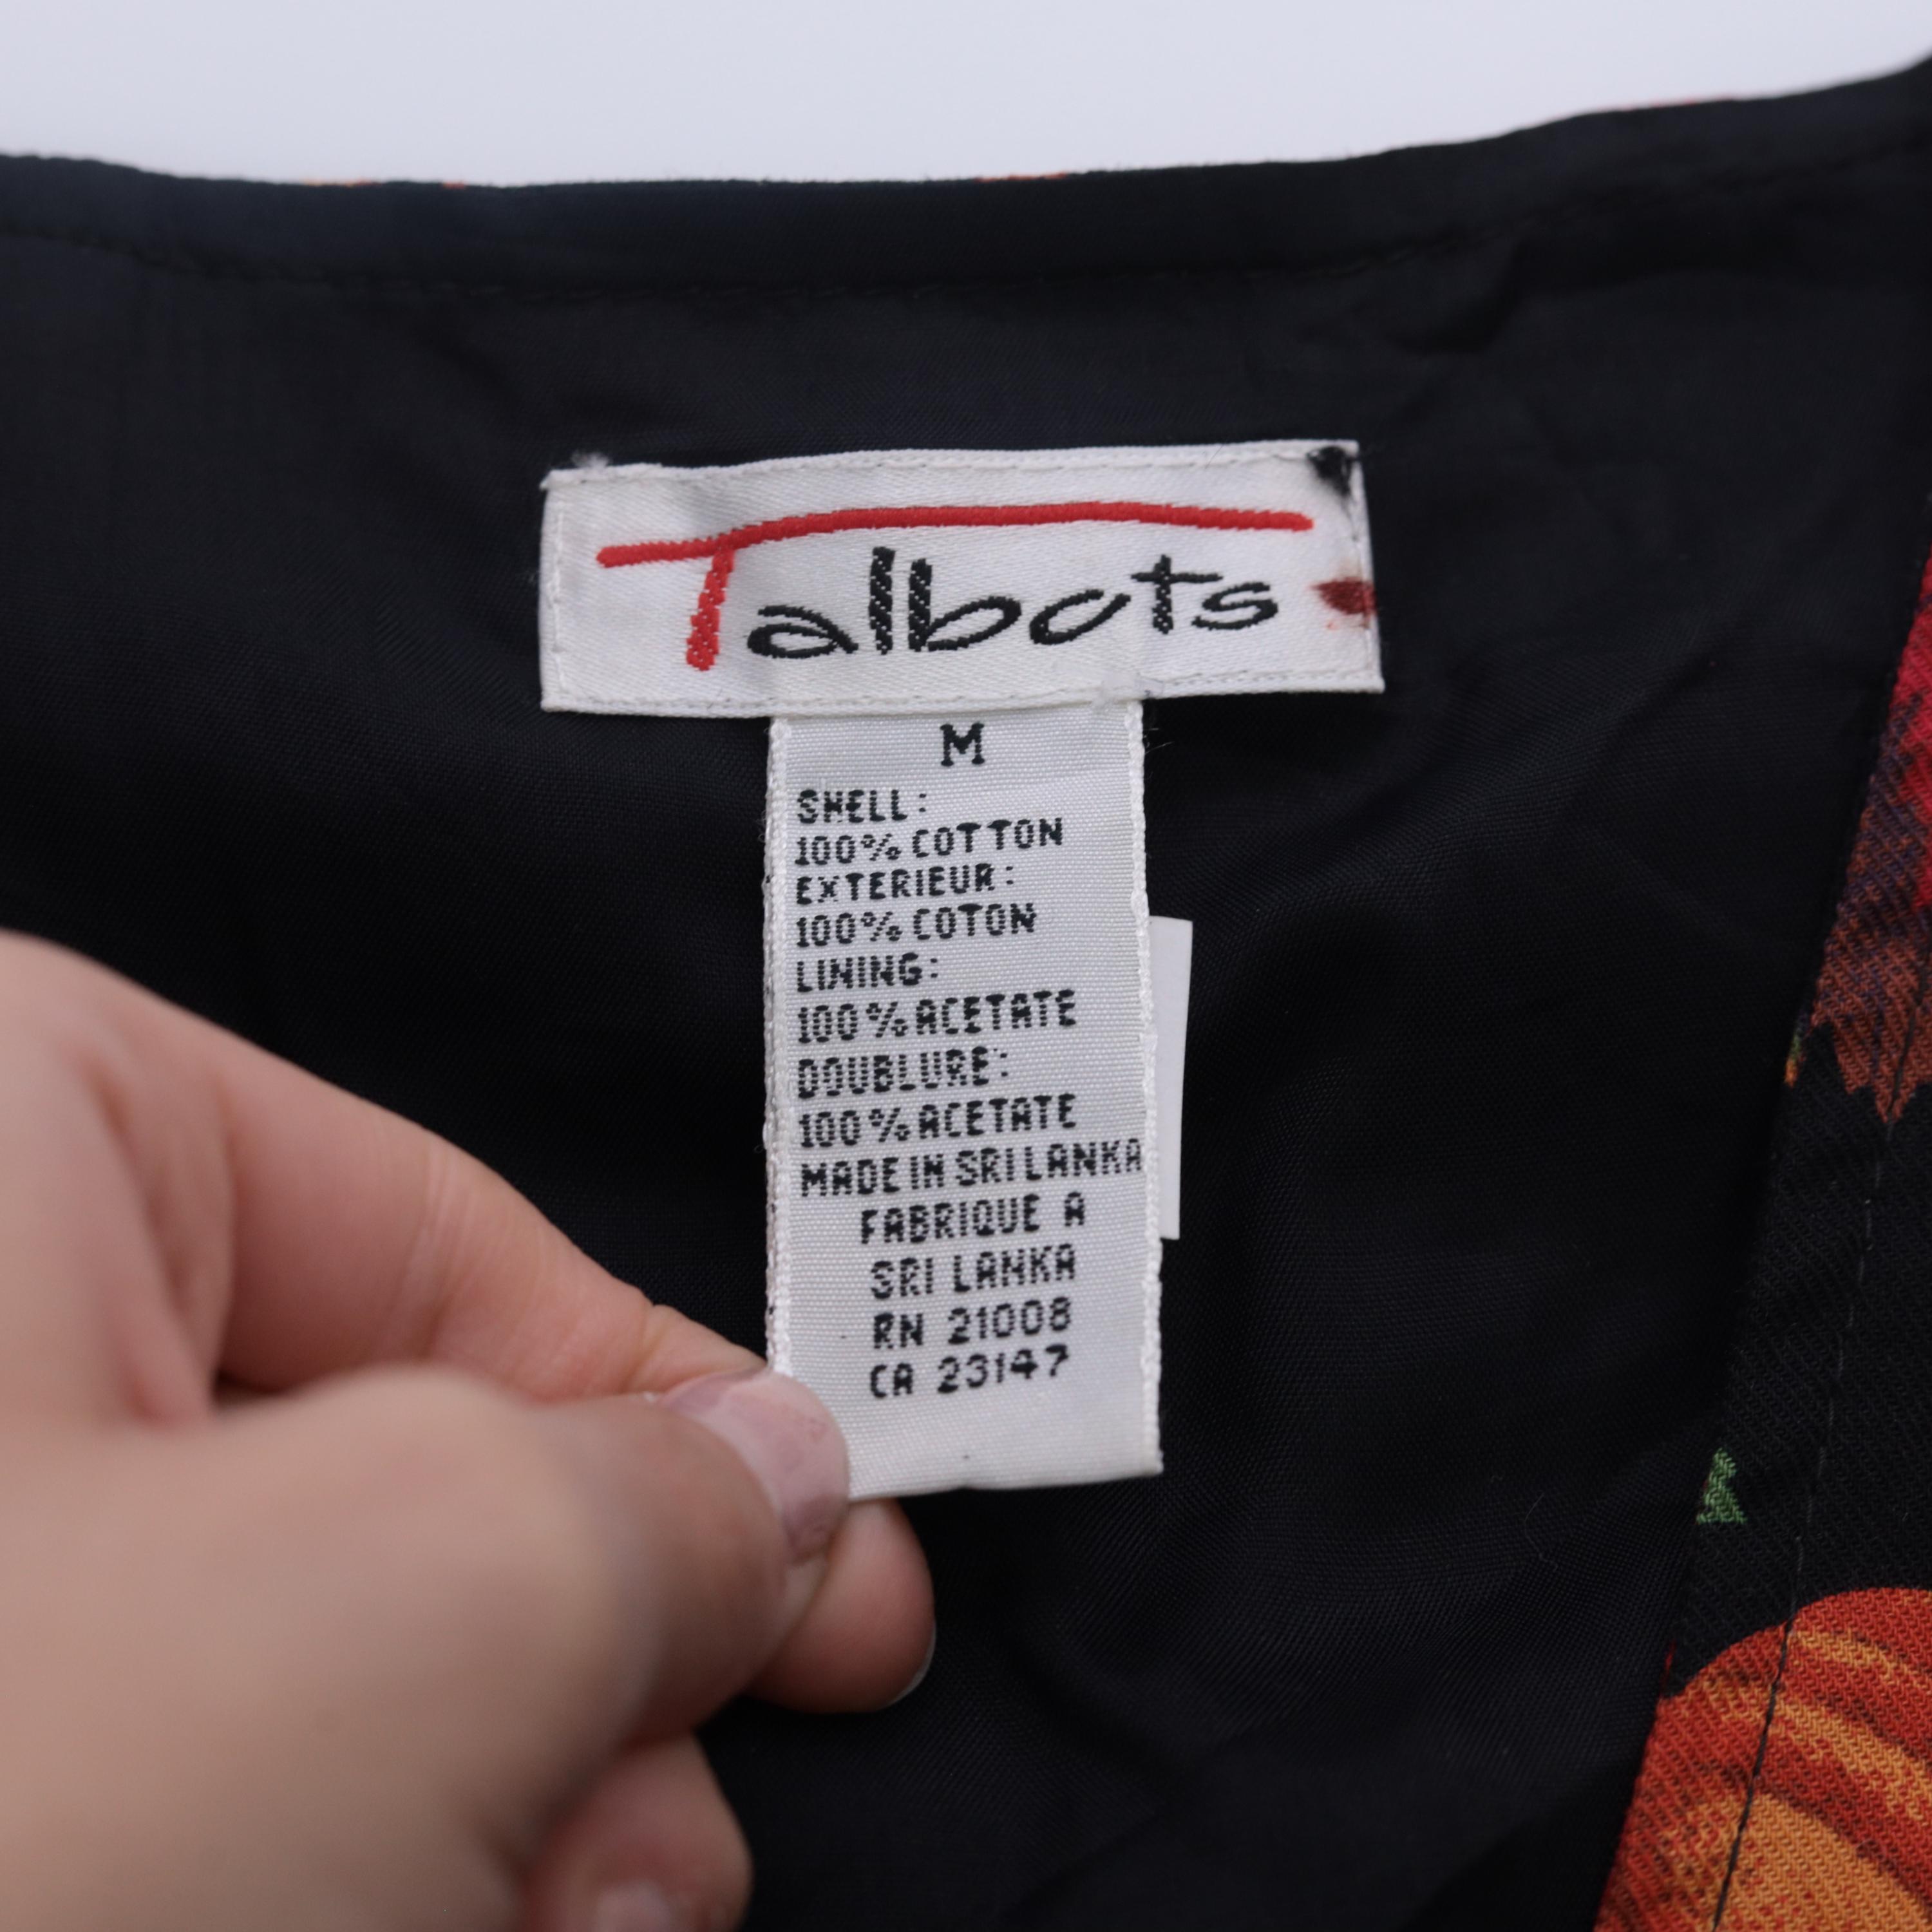 Talbots
M
SHELL:
100% COTTON
EXTERIEUR:
100% COTON
LINING:
100% ACETATE
DOUBLURE:
100% ACETATE
MADE IN SRI LANKA
FABRIQUE A
SRI LANKA
RN 21008
CA 23147